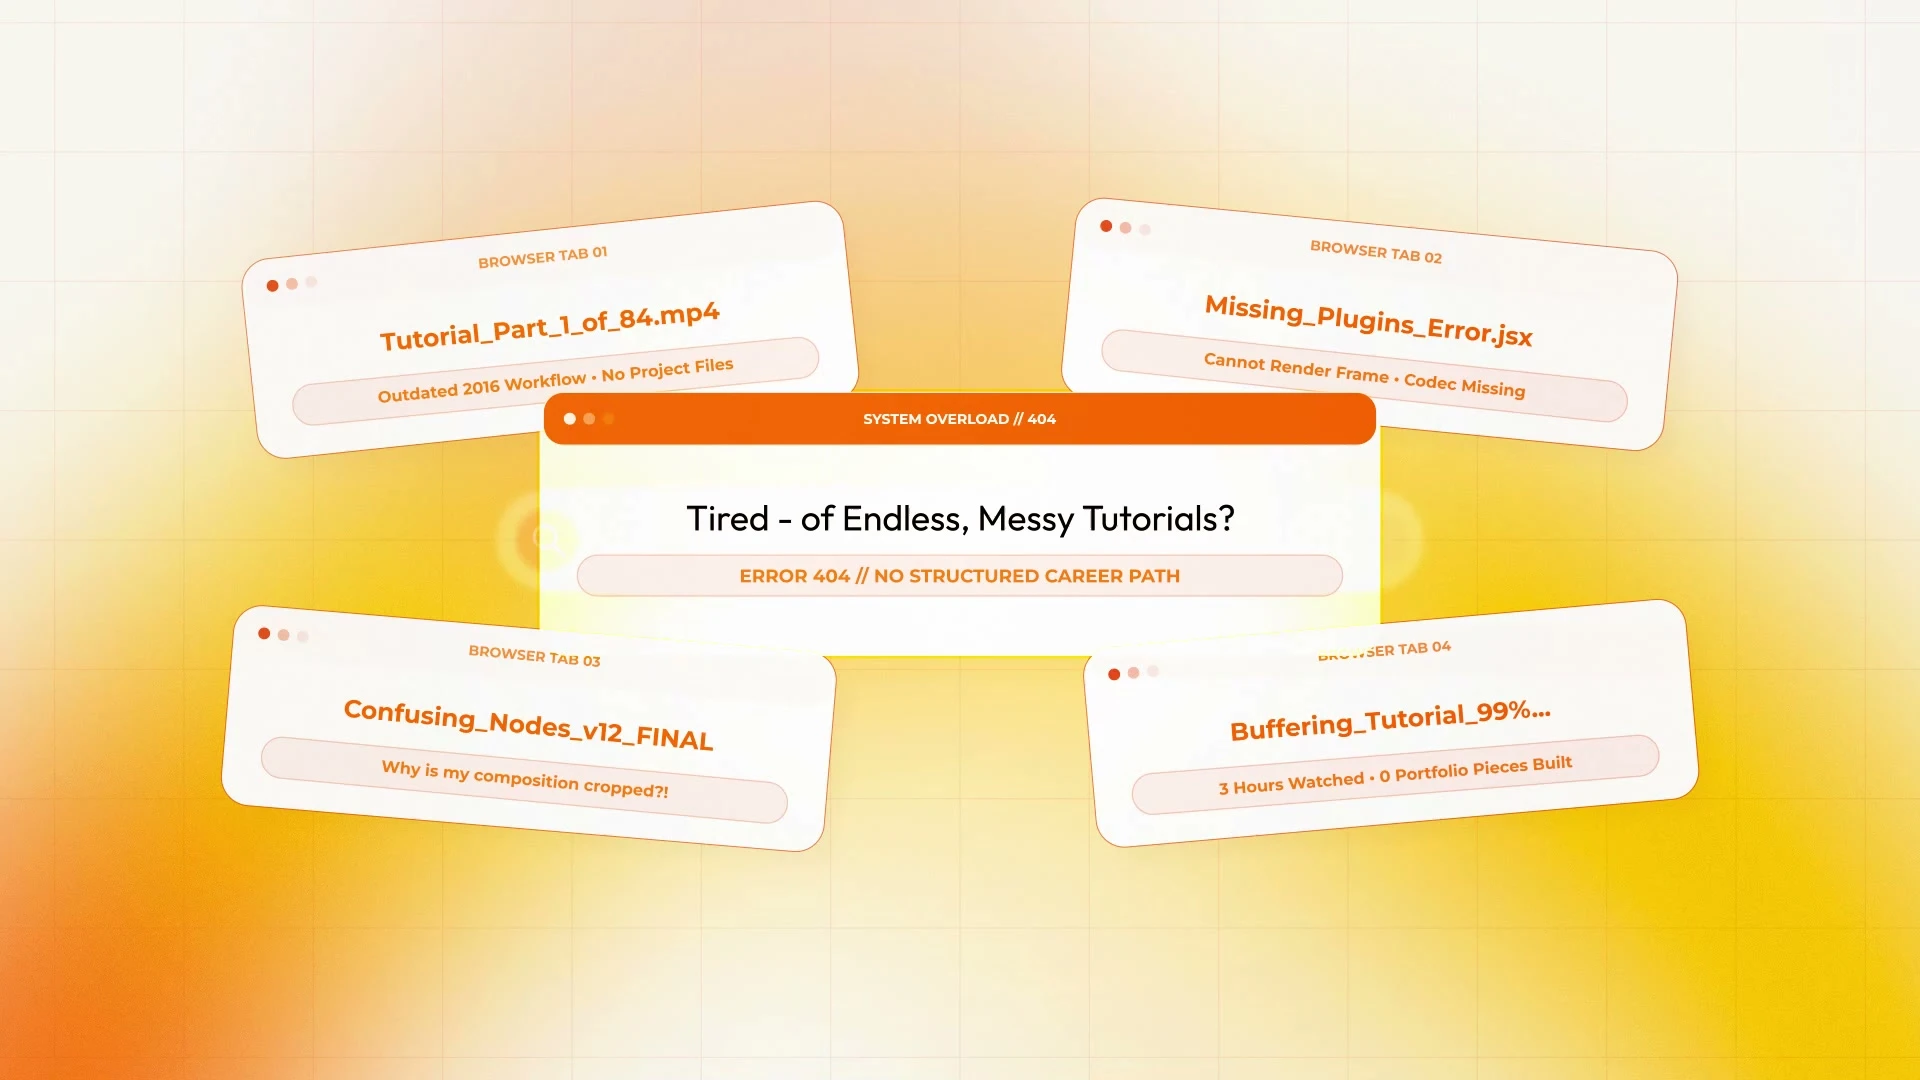 BROWSER TAB 01
Tutorial_Part_1_of_84.mp4
Outdated 2016 Workflow • No Project Files
BROWSER TAB 02
Missing_Plugins_Error.jsx
Cannot Render Frame • Codec Missing
SYSTEM OVERLOAD // 404
Tired - of Endless, Messy Tutorials?
ERROR 404 // NO STRUCTURED CAREER PATH
BROWSER TAB 03
Confusing_Nodes_v12_FINAL
Why is my composition cropped?!
BROWSER TAB 04
Buffering_Tutorial_99%...
3 Hours Watched • 0 Portfolio Pieces Built